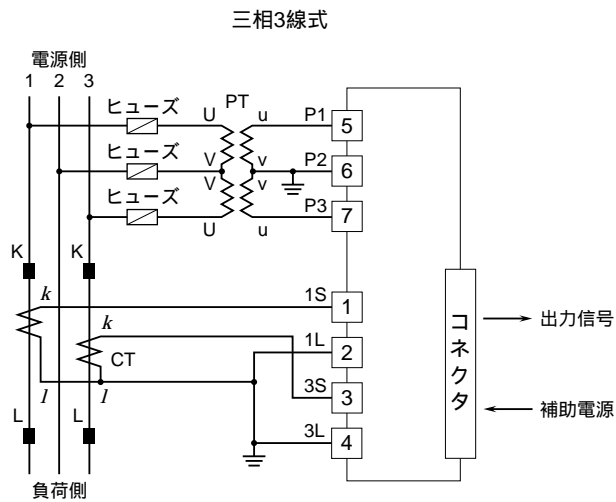 三相3線式
電源側
1 2 3
ヒューズ U PT u P1 5
ヒューズ V v P2 6
V v
ヒューズ U u P3 7
K K
k 1S 1
k 1L 2
CT
l l 3S 3
L L 3L 4
負荷側
コネクタ
出力信号
補助電源